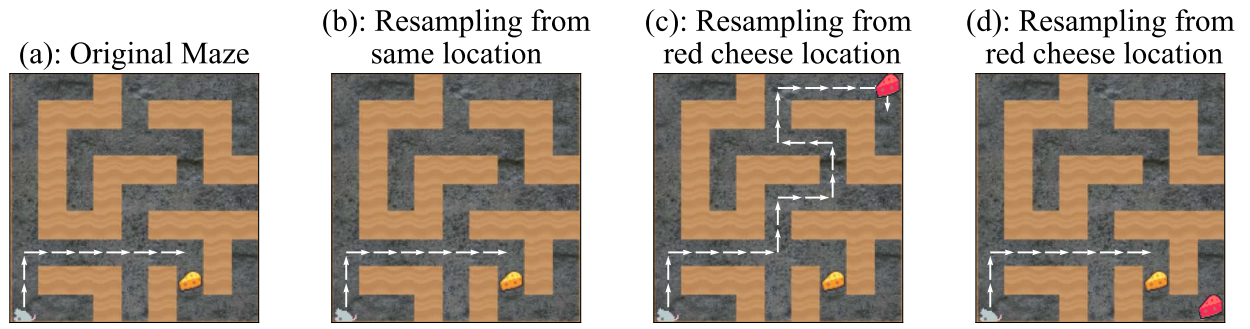 (a): Original Maze
(b): Resampling from
same location
(c): Resampling from
red cheese location
(d): Resampling from
red cheese location